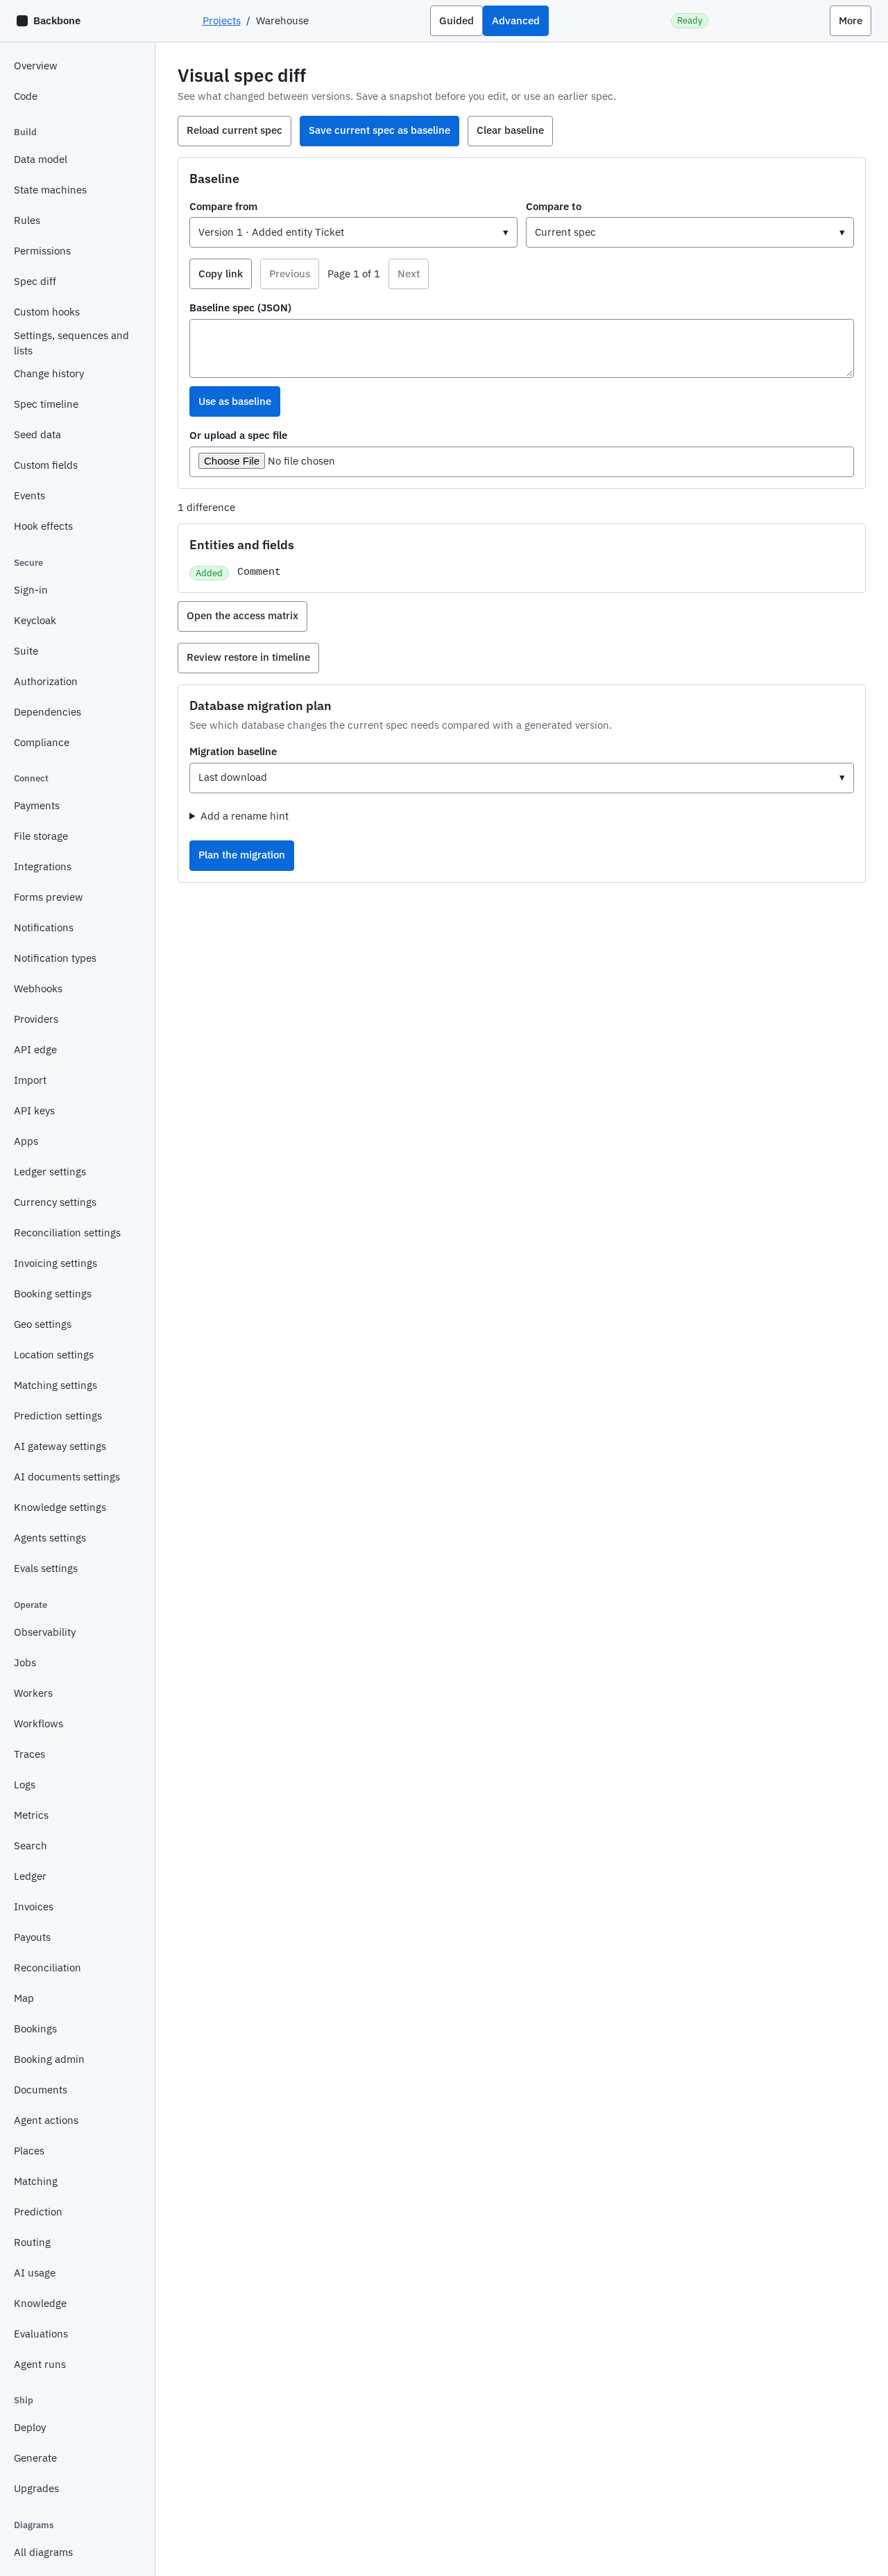 Backbone
Projects / Warehouse
Guided
Advanced
Ready
More
Overview
Code
Build
Data model
State machines
Rules
Permissions
Spec diff
Custom hooks
Settings, sequences and
lists
Change history
Spec timeline
Seed data
Custom fields
Events
Hook effects
Secure
Sign-in
Keycloak
Suite
Authorization
Dependencies
Compliance
Connect
Payments
File storage
Integrations
Forms preview
Notifications
Notification types
Webhooks
Providers
API edge
Import
API keys
Apps
Ledger settings
Currency settings
Reconciliation settings
Invoicing settings
Booking settings
Geo settings
Location settings
Matching settings
Prediction settings
AI gateway settings
AI documents settings
Knowledge settings
Agents settings
Evals settings
Operate
Observability
Jobs
Workers
Workflows
Traces
Logs
Metrics
Search
Ledger
Invoices
Payouts
Reconciliation
Map
Bookings
Booking admin
Documents
Agent actions
Places
Matching
Prediction
Routing
AI usage
Knowledge
Evaluations
Agent runs
Ship
Deploy
Generate
Upgrades
Diagrams
All diagrams
Visual spec diff
See what changed between versions. Save a snapshot before you edit, or use an earlier spec.
Reload current spec
Save current spec as baseline
Clear baseline
Baseline
Compare from
Compare to
Version 1 · Added entity Ticket
Current spec
Copy link
Previous
Page 1 of 1
Next
Baseline spec (JSON)
Use as baseline
Or upload a spec file
Choose File No file chosen
1 difference
Entities and fields
Added Comment
Open the access matrix
Review restore in timeline
Database migration plan
See which database changes the current spec needs compared with a generated version.
Migration baseline
Last download
Add a rename hint
Plan the migration